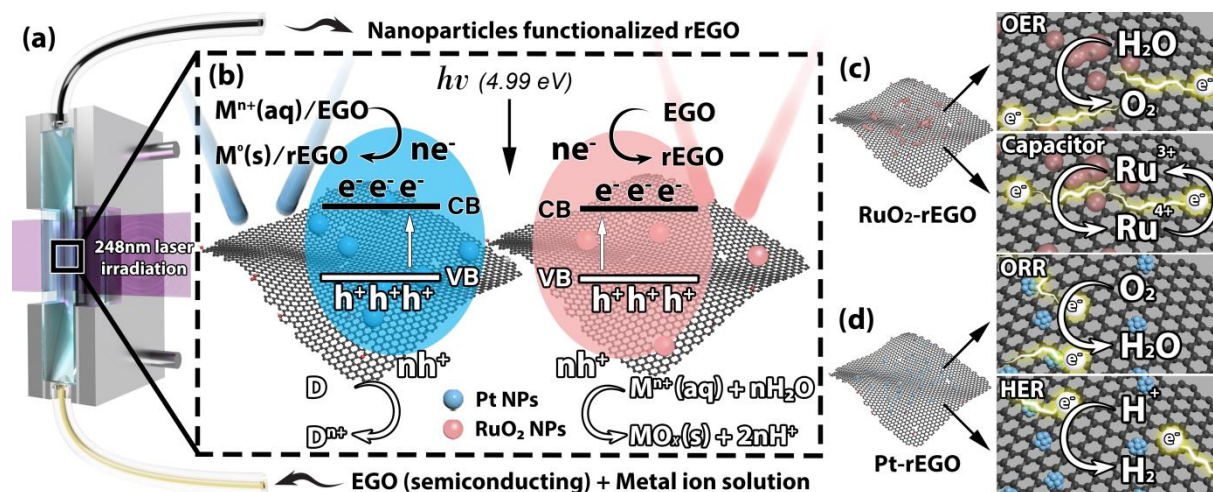 (a)
Nanoparticles functionalized rEGO
248nm laser
irradiation
EGO (semiconducting) + Metal ion solution
(b)
hν (4.99 eV)
Mⁿ⁺(aq)/EGO
M⁰(s)/rEGO
ne⁻
e⁻ e⁻ e⁻
CB
VB
h⁺h⁺h⁺
nh⁺
D
Dⁿ⁺
Pt NPs
RuO₂ NPs
EGO
rEGO
ne⁻
e⁻ e⁻ e⁻
CB
VB
h⁺ h⁺ h⁺
nh⁺
Mⁿ⁺(aq) + nH₂O
MOₓ(s) + 2nH⁺
(c)
RuO₂-rEGO
OER
H₂O
O₂
e⁻
e⁻
Capacitor
Ru³⁺
Ru⁴⁺
e⁻
e⁻
(d)
Pt-rEGO
ORR
O₂
H₂O
e⁻
e⁻
HER
H⁺
H₂
e⁻
e⁻